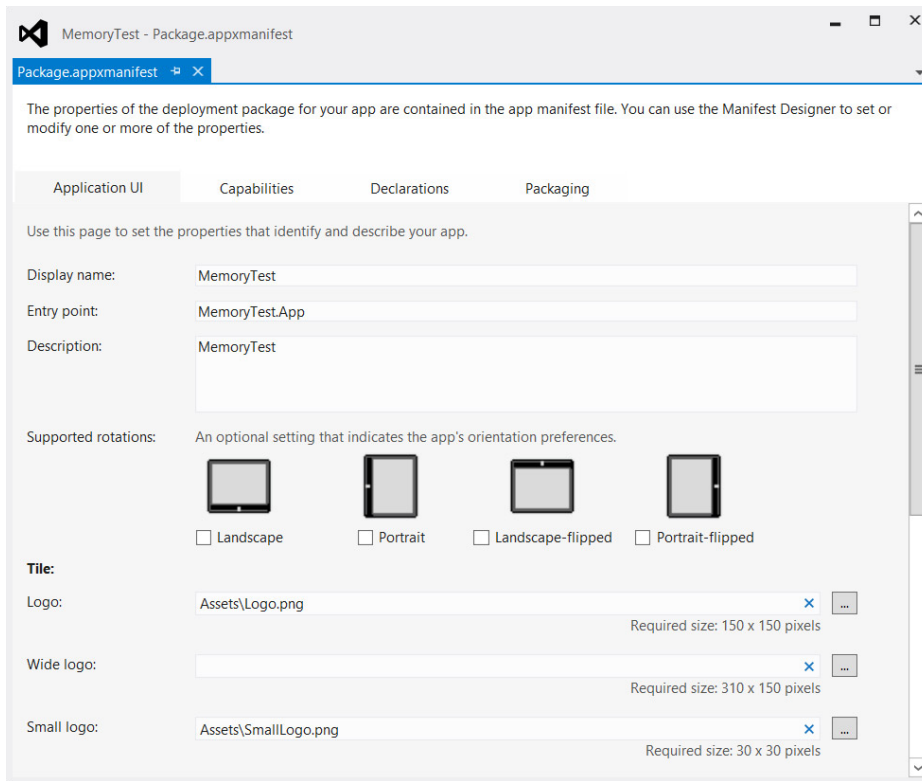 MemoryTest - Package.appxmanifest
Package.appxmanifest
The properties of the deployment package for your app are contained in the app manifest file. You can use the Manifest Designer to set or
modify one or more of the properties.
Application UI Capabilities Declarations Packaging
Use this page to set the properties that identify and describe your app.
Display name: MemoryTest
Entry point: MemoryTest.App
Description: MemoryTest
Supported rotations: An optional setting that indicates the app's orientation preferences.
Landscape Portrait Landscape-flipped Portrait-flipped
Tile:
Logo: Assets\Logo.png ...
Required size: 150 x 150 pixels
Wide logo: ...
Required size: 310 x 150 pixels
Small logo: Assets\SmallLogo.png ...
Required size: 30 x 30 pixels